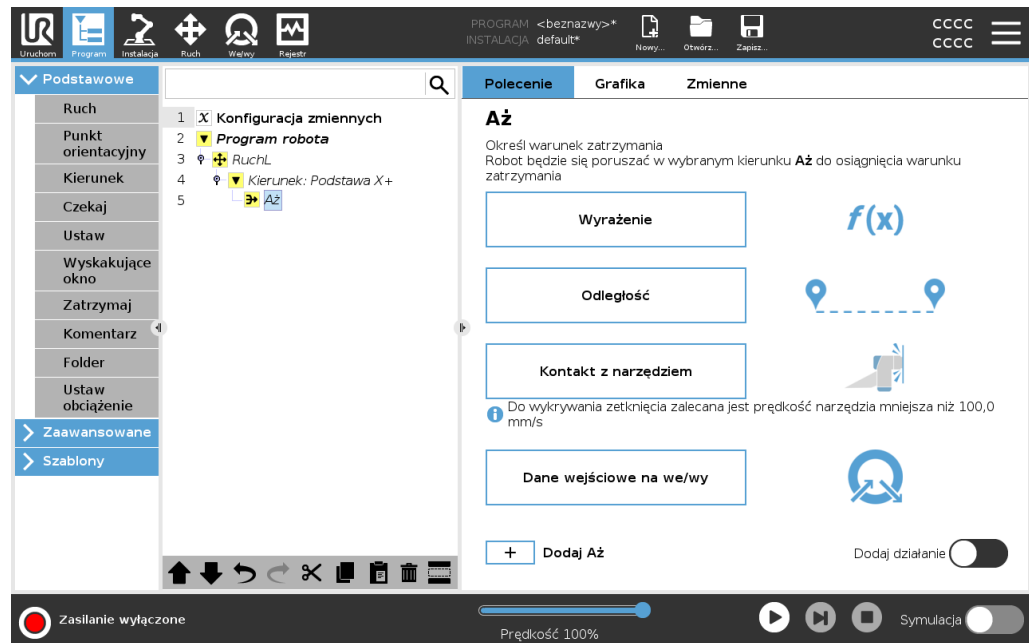 PROGRAM <beznazwy>*
INSTALACJA default*
Uruchom Program Instalacja Ruch We/wy Rejestr
Nowy... Otwórz... Zapisz...
CCCC
CCCC
Podstawowe
Ruch
Punkt
orientacyjny
Kierunek
Czekaj
Ustaw
Wyskakujące
okno
Zatrzymaj
Komentarz
Folder
Ustaw
obciążenie
Zaawansowane
Szablony
1 X Konfiguracja zmiennych
2 Program robota
3 RuchL
4 Kierunek: Podstawa X+
5 Aż
Polecenie Grafika Zmienne
Aż
Określ warunek zatrzymania
Robot będzie się poruszać w wybranym kierunku Aż do osiągnięcia warunku
zatrzymania
Wyrażenie f(x)
Odległość
Kontakt z narzędziem
Do wykrywania zetknięcia zalecana jest prędkość narzędzia mniejsza niż 100,0
mm/s
Dane wejściowe na we/wy
+ Dodaj Aż Dodaj działanie
Zasilanie wyłączone
Prędkość 100%
Symulacja